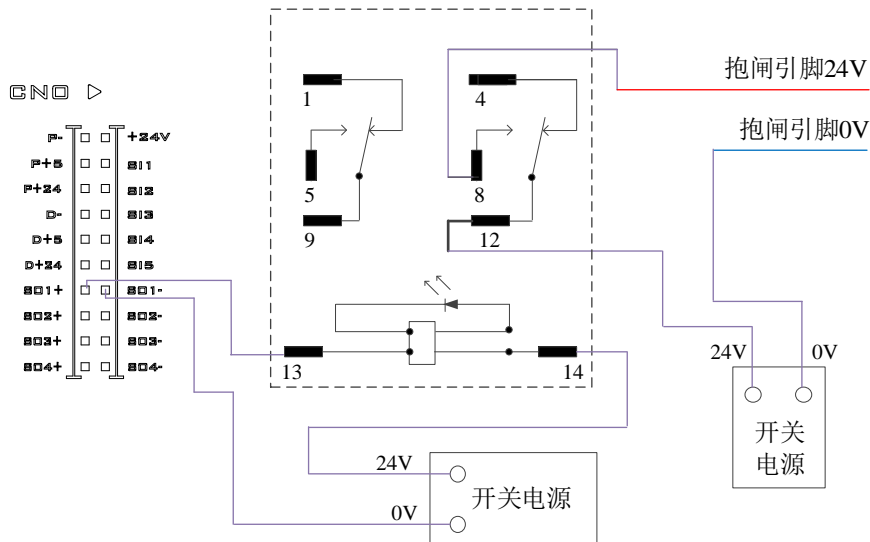 抱闸引脚24V
1
4
CNO
抱闸引脚0V
P-
+24V
P+5
SI1
P+24
SI2
5
8
D-
SI3
9
12
D+5
SI4
D+24
SI5
SO1+
SO1-
SO2+
SO2-
SO3+
SO3-
24V
0V
SO4+
SO4-
13
14
开关
电源
24V
开关电源
0V